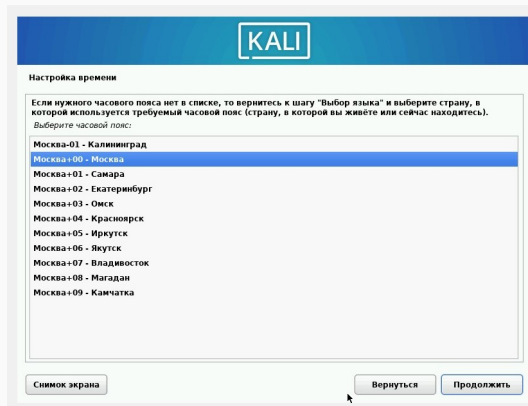 KALI
Настройка времени
Если нужного часового пояса нет в списке, то вернитесь к шагу "Выбор языка" и выберите страну, в
которой используется требуемый часовой пояс (страну, в которой вы живёте или сейчас находитесь).
Выберите часовой пояс:
Москва-01 - Калининград
Москва+00 - Москва
Москва+01 - Самара
Москва+02 - Екатеринбург
Москва+03 - Омск
Москва+04 - Красноярск
Москва+05 - Иркутск
Москва+06 - Якутск
Москва+07 - Владивосток
Москва+08 - Магадан
Москва+09 - Камчатка
Снимок экрана
Вернуться
Продолжить